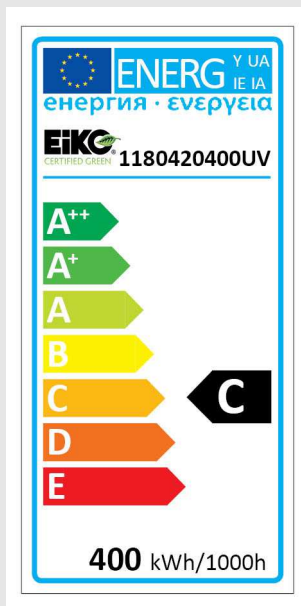 ENERG Y UA
IE IA
енергия · ενεργεια
EiKO®
CERTIFIED GREEN 1180420400UV
A++
A+
A
B
C
C
D
E
400 kWh/1000h